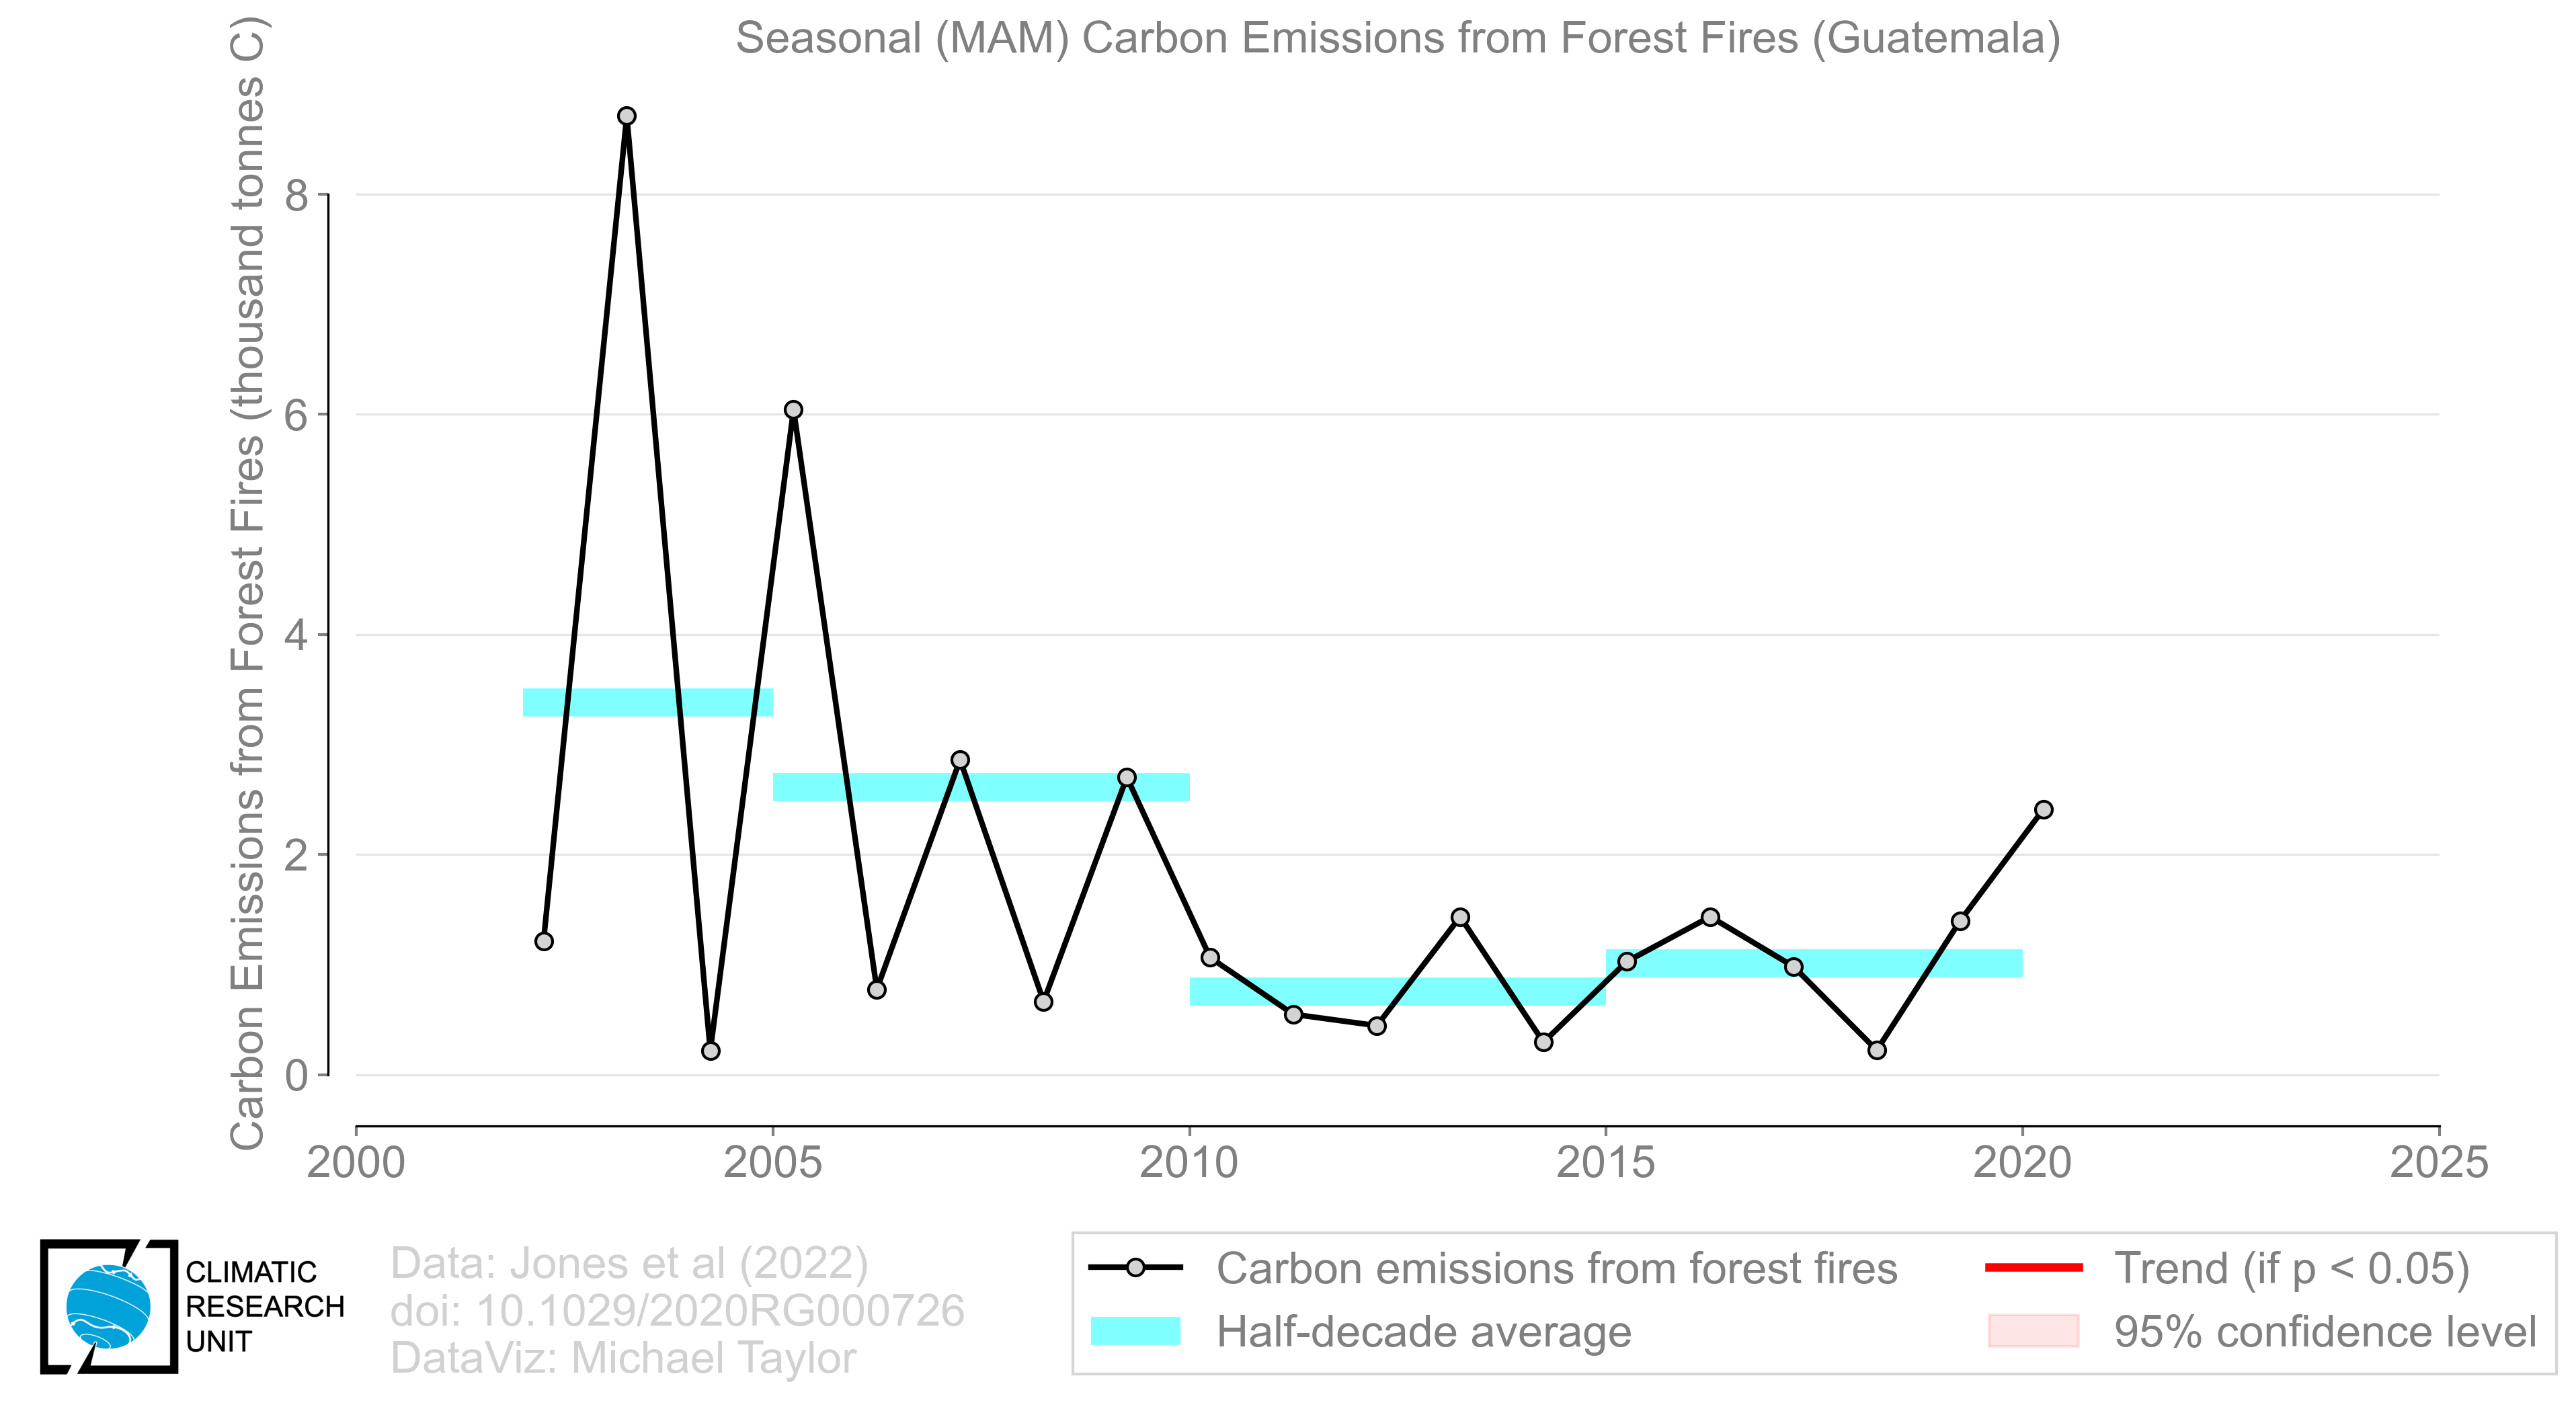 Seasonal (MAM) Carbon Emissions from Forest Fires (Guatemala)
Carbon Emissions from Forest Fires (thousand tonnes C)
8
6
4
2
0
2000 2005 2010 2015 2020 2025
CLIMATIC
RESEARCH
UNIT
Data: Jones et al (2022)
doi: 10.1029/2020RG000726
DataViz: Michael Taylor
Carbon emissions from forest fires
Half-decade average
Trend (if p < 0.05)
95% confidence level